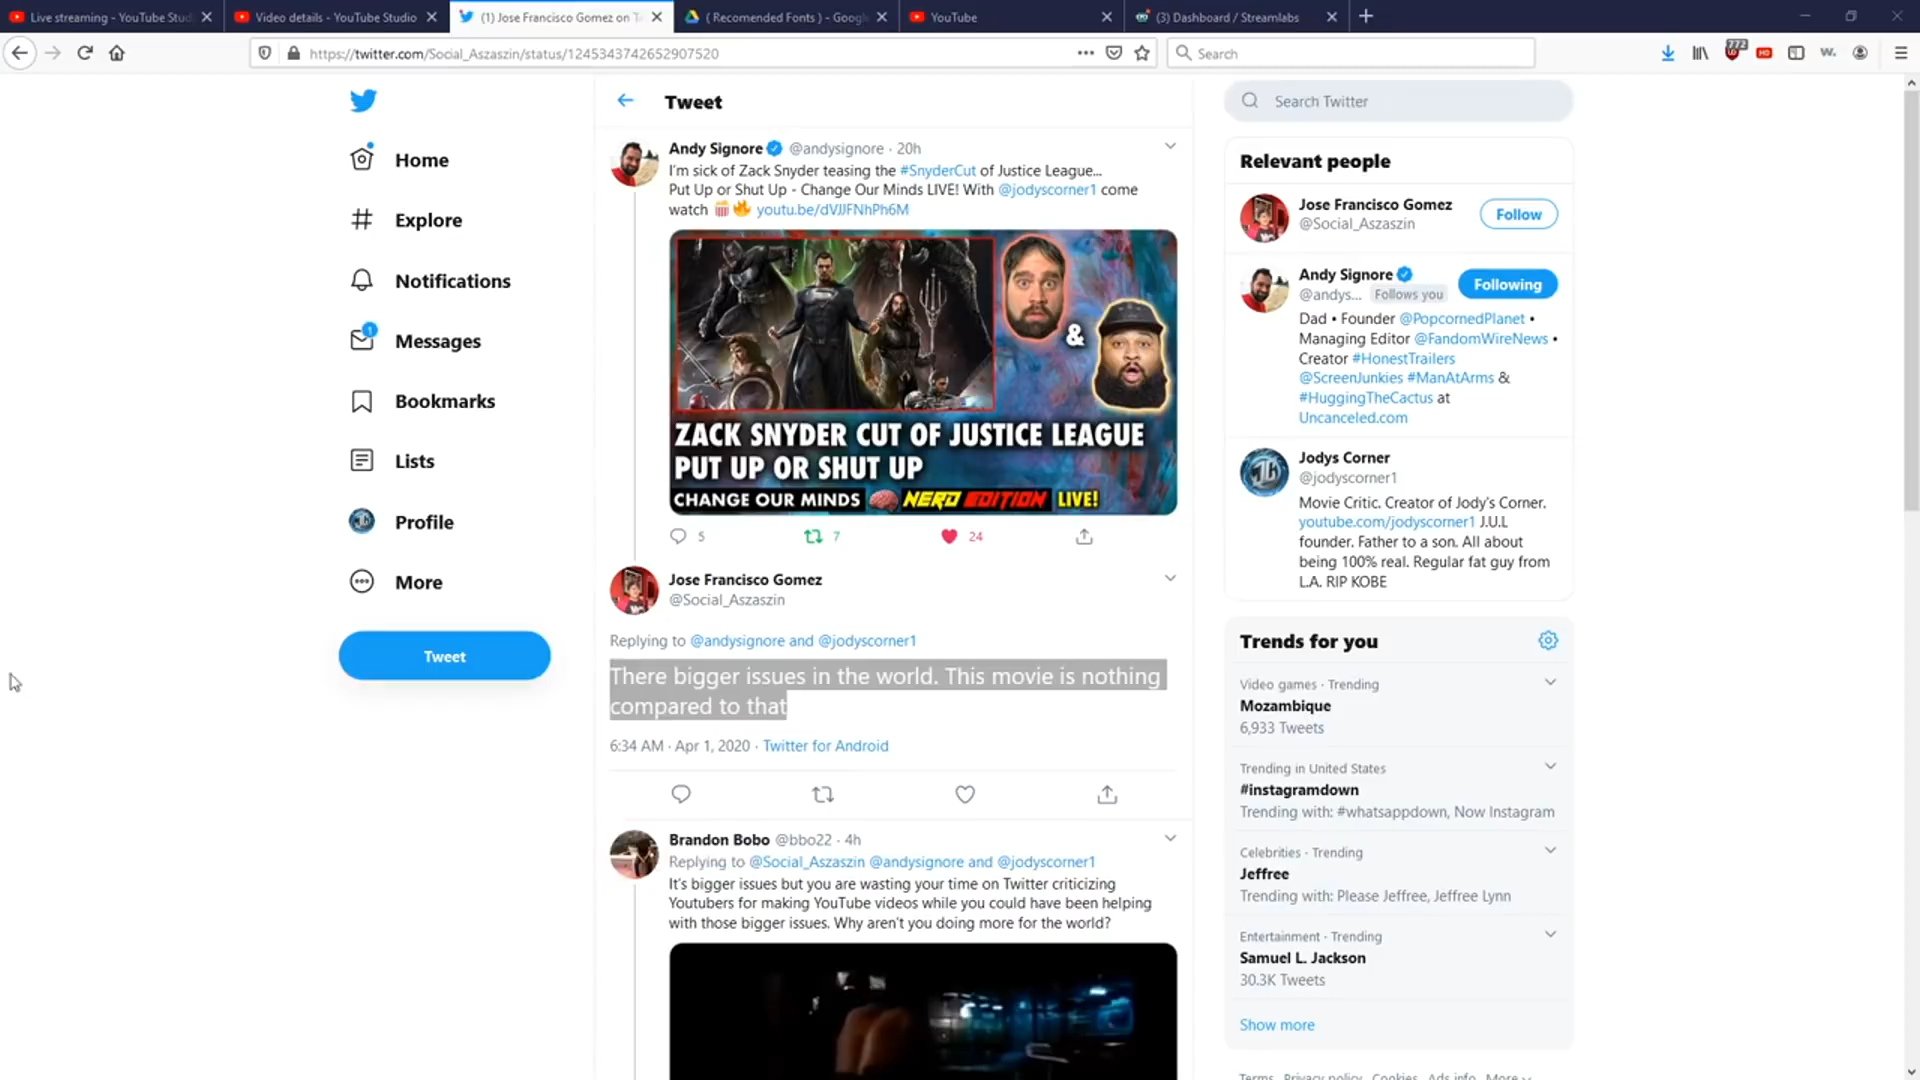 Live streaming - YouTube Stud
Video details - YouTube Studio
(1) Jose Francisco Gomez on T
( Recomended Fonts ) - Googl
YouTube
(3) Dashboard / Streamlabs
https://twitter.com/Social_Aszaszin/status/1245343742652907520
Search
772
HD
W.
Home
Explore
Notifications
1
Messages
Bookmarks
Lists
Profile
More
Tweet
Tweet
Andy Signore @andysignore · 20h
I'm sick of Zack Snyder teasing the #SnyderCut of Justice League...
Put Up or Shut Up - Change Our Minds LIVE! With @jodyscorner1 come
watch youtu.be/dVJJFNhPh6M
&
ZACK SNYDER CUT OF JUSTICE LEAGUE
PUT UP OR SHUT UP
CHANGE OUR MINDS NERD EDITION LIVE!
5 7 24
Jose Francisco Gomez
@Social_Aszaszin
Replying to @andysignore and @jodyscorner1
There bigger issues in the world. This movie is nothing
compared to that
6:34 AM · Apr 1, 2020 · Twitter for Android
Brandon Bobo @bbo22 · 4h
Replying to @Social_Aszaszin @andysignore and @jodyscorner1
It's bigger issues but you are wasting your time on Twitter criticizing
Youtubers for making YouTube videos while you could have been helping
with those bigger issues. Why aren't you doing more for the world?
Search Twitter
Relevant people
Jose Francisco Gomez
@Social_Aszaszin
Follow
Andy Signore
@andys... Follows you
Following
Dad • Founder @PopcornedPlanet •
Managing Editor @FandomWireNews •
Creator #HonestTrailers
@ScreenJunkies #ManAtArms &
#HuggingTheCactus at
Uncanceled.com
Jodys Corner
@jodyscorner1
Movie Critic. Creator of Jody's Corner.
youtube.com/jodyscorner1 J.U.L
founder. Father to a son. All about
being 100% real. Regular fat guy from
L.A. RIP KOBE
Trends for you
Video games · Trending
Mozambique
6,933 Tweets
Trending in United States
#instagramdown
Trending with: #whatsappdown, Now Instagram
Celebrities · Trending
Jeffree
Trending with: Please Jeffree, Jeffree Lynn
Entertainment · Trending
Samuel L. Jackson
30.3K Tweets
Show more
Terms Privacy policy Cookies Ads info More